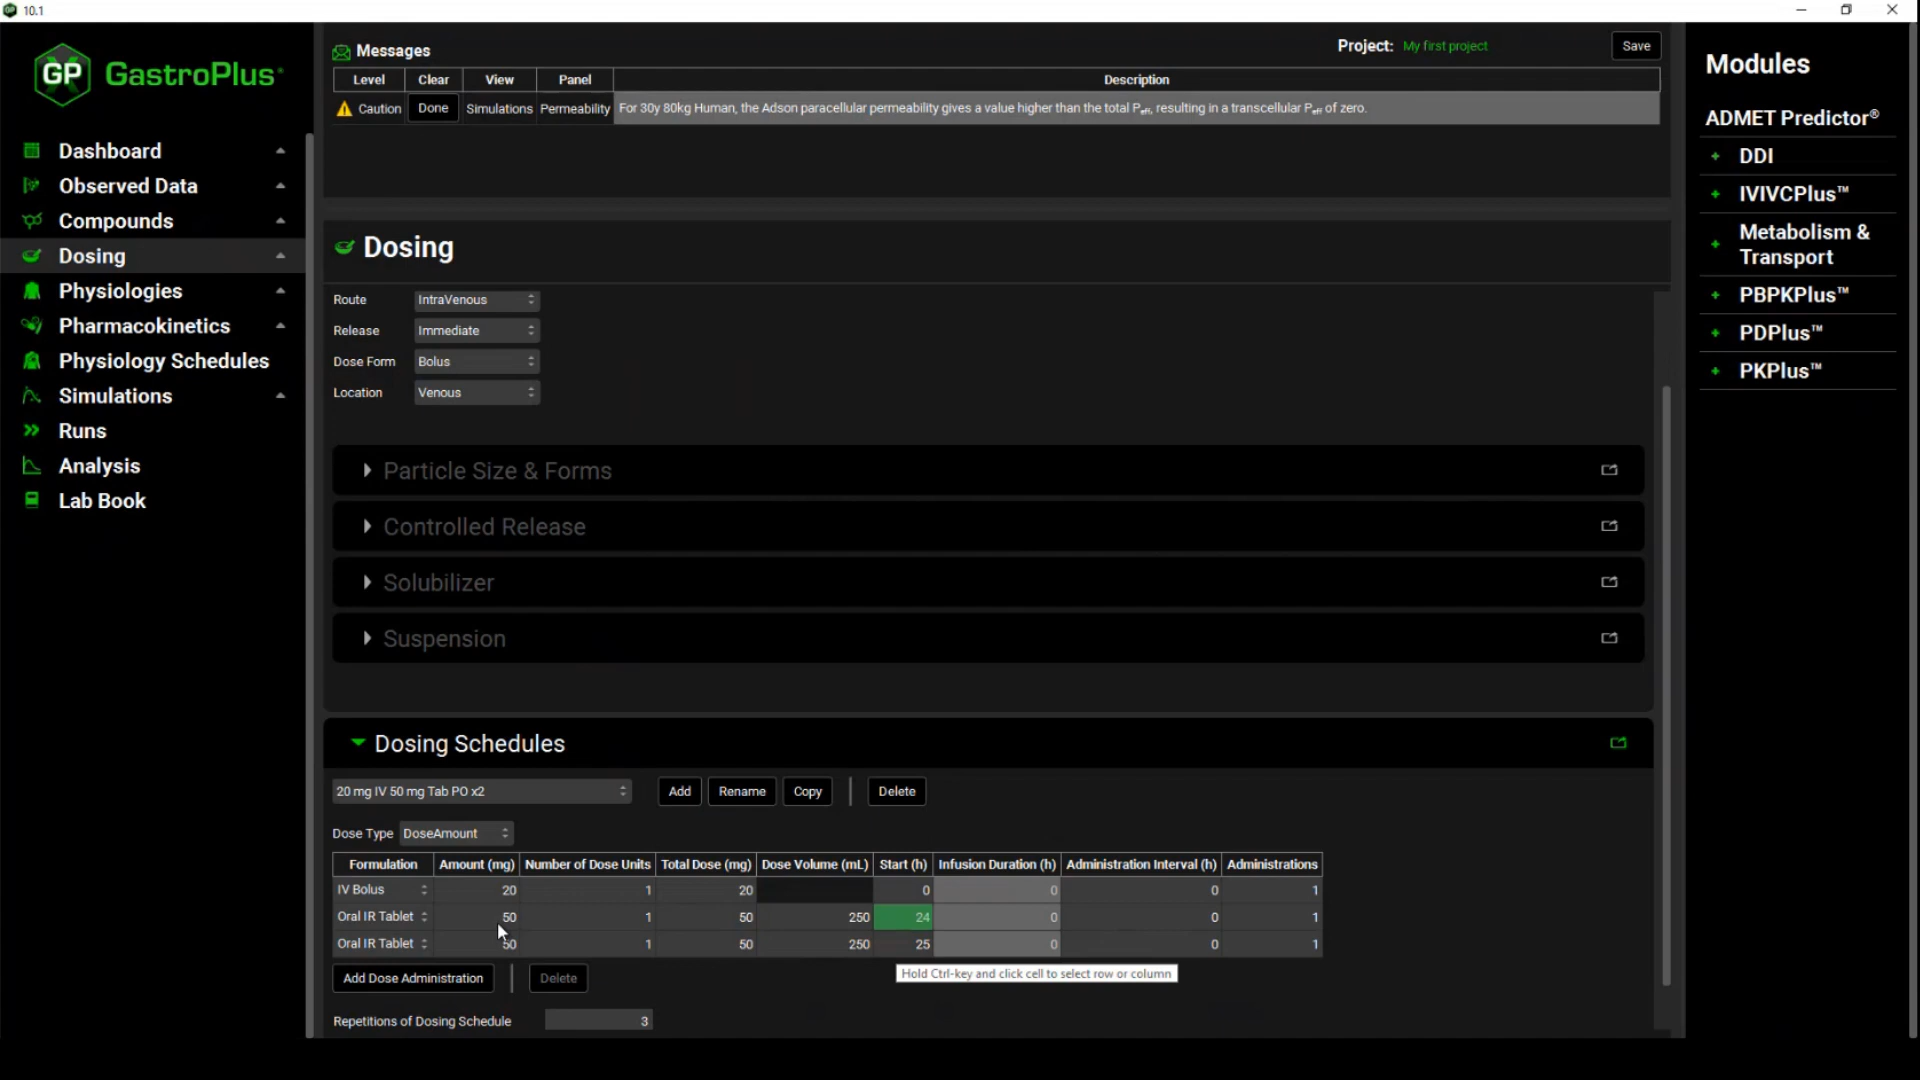 10.1
GP GastroPlus®
Dashboard
Observed Data
Compounds
Dosing
Physiologies
Pharmacokinetics
Physiology Schedules
Simulations
Runs
Analysis
Lab Book
Messages
Project: My first project
Save
Level Clear View Panel Description
Caution Done Simulations Permeability For 30y 80kg Human, the Adson paracellular permeability gives a value higher than the total Peff, resulting in a transcellular Peff of zero.
Dosing
Route IntraVenous
Release Immediate
Dose Form Bolus
Location Venous
Particle Size & Forms
Controlled Release
Solubilizer
Suspension
Dosing Schedules
20 mg IV 50 mg Tab PO x2 Add Rename Copy Delete
Dose Type DoseAmount
Formulation Amount (mg) Number of Dose Units Total Dose (mg) Dose Volume (mL) Start (h) Infusion Duration (h) Administration Interval (h) Administrations
IV Bolus 20 1 20 0 0 0 1
Oral IR Tablet 50 1 50 250 24 0 0 1
Oral IR Tablet 50 1 50 250 25 0 0 1
Hold Ctrl-key and click cell to select row or column
Add Dose Administration Delete
Repetitions of Dosing Schedule 3
Modules
ADMET Predictor®
+ DDI
+ IVIVCPlus™
+ Metabolism &
Transport
+ PBPKPlus™
+ PDPlus™
+ PKPlus™